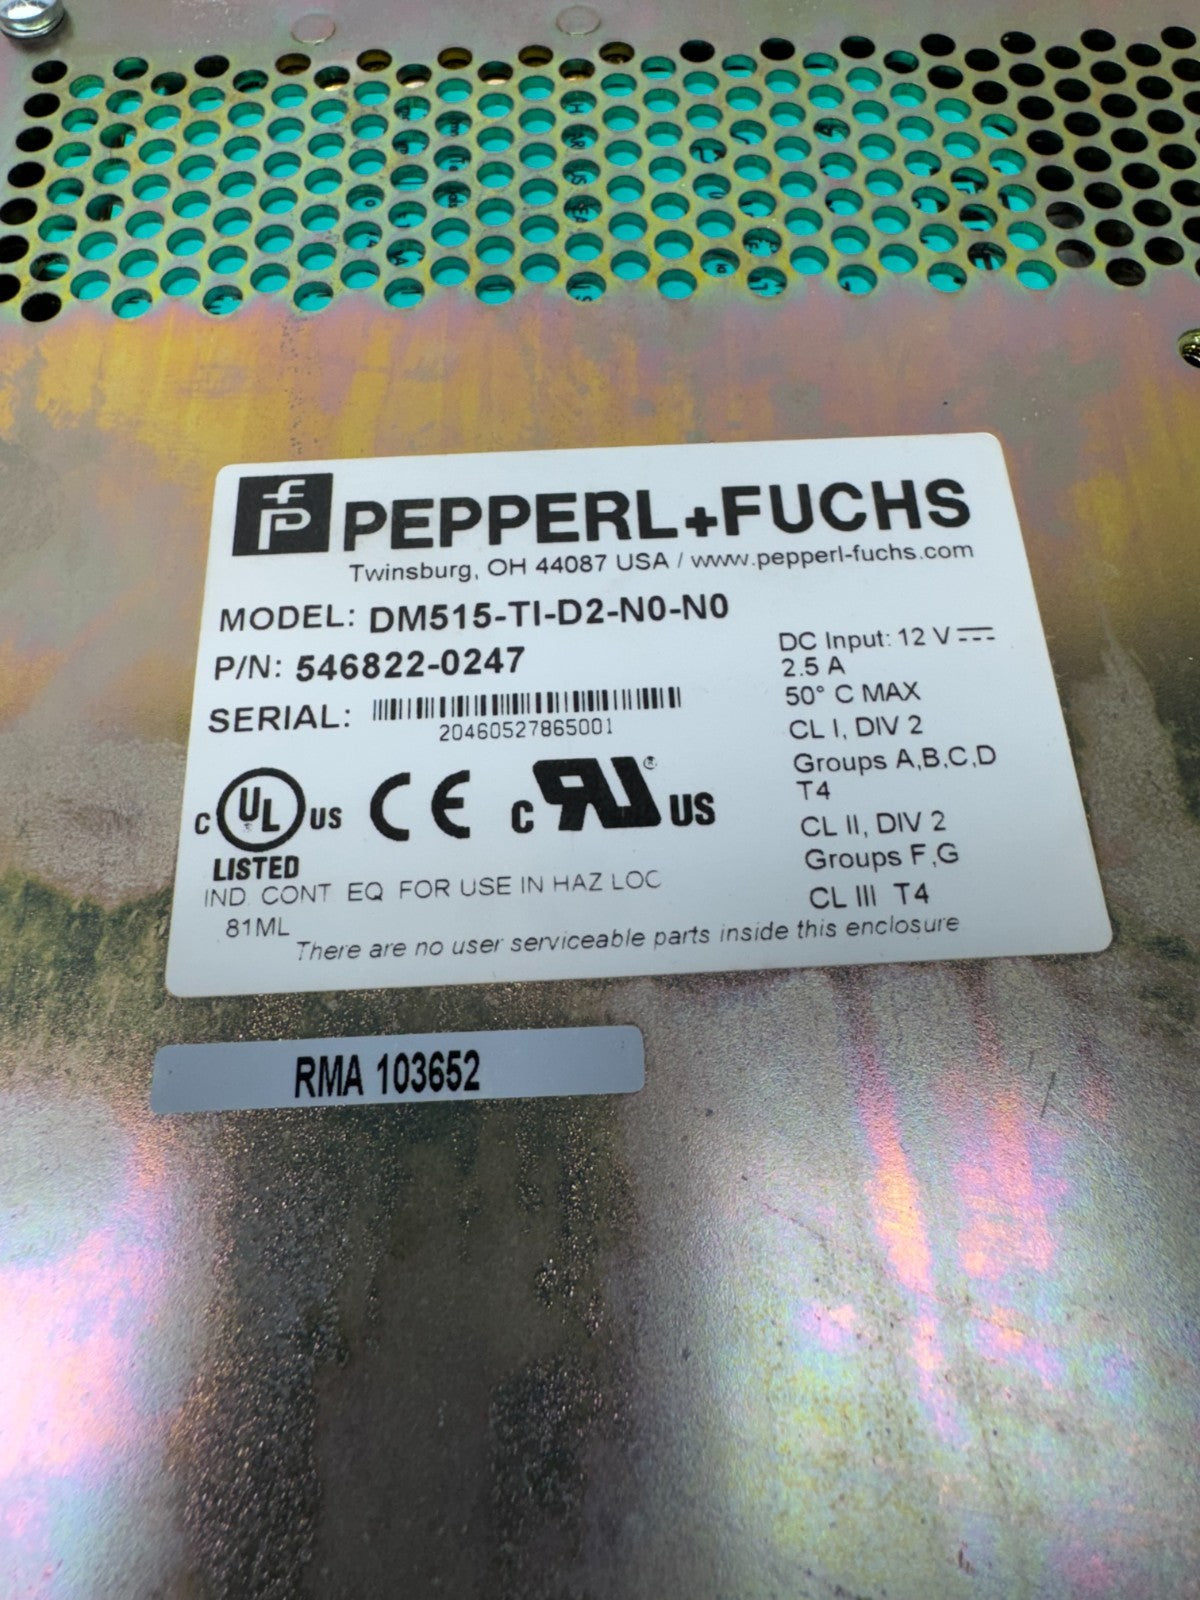 PEPPERL+FUCHS
Twinsburg, OH 44087 USA / www.pepperl-fuchs.com
MODEL: DM515-TI-D2-N0-N0
P/N: 546822-0247
SERIAL:
20460527865001
DC Input: 12 V
2.5 A
50° C MAX
CL I, DIV 2
Groups A,B,C,D
T4
CL II, DIV 2
Groups F,G
CL III T4
C UL US
LISTED
CE
C RU ® US
IND. CONT EQ FOR USE IN HAZ LOC
81ML
There are no user serviceable parts inside this enclosure
RMA 103652